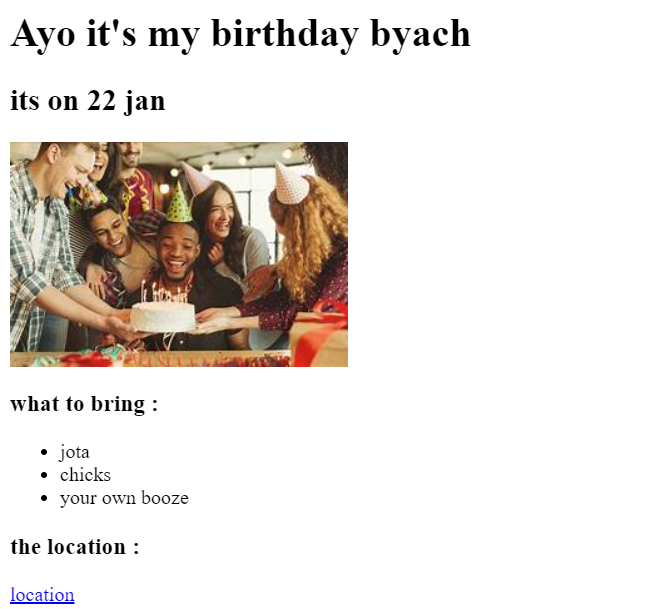 Ayo it's my birthday byach
its on 22 jan
what to bring :
jota
chicks
your own booze
the location :
location